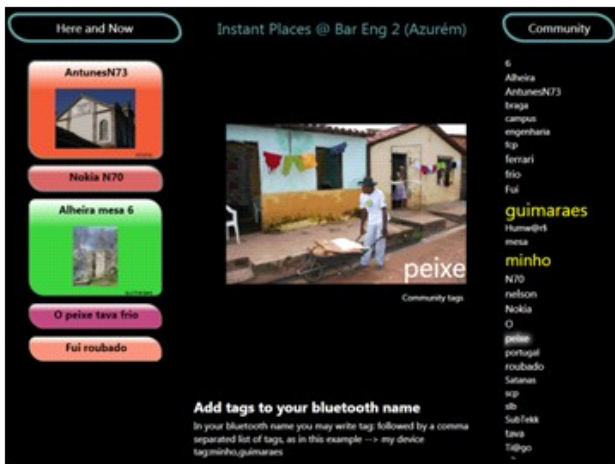 Here and Now
AntunesN73
Nokia N70
Alheira mesa 6
O peixe tava frio
Fui roubado
Instant Places @ Bar Eng 2 (Azurém)
peixe
Community tags
Add tags to your bluetooth name
In your bluetooth name you may write tag: followed by a comma
separated list of tags, as in this example --> my device
tag:minho,guimaraes
Community
6
Alheira
AntunesN73
braga
campus
engenharia
fcp
ferrari
frio
Fui
guimaraes
mesa
minho
N70
nelson
Nokia
O
peixe
portugal
roubado
Satanas
scp
slb
SubTekk
tava
Ti@go